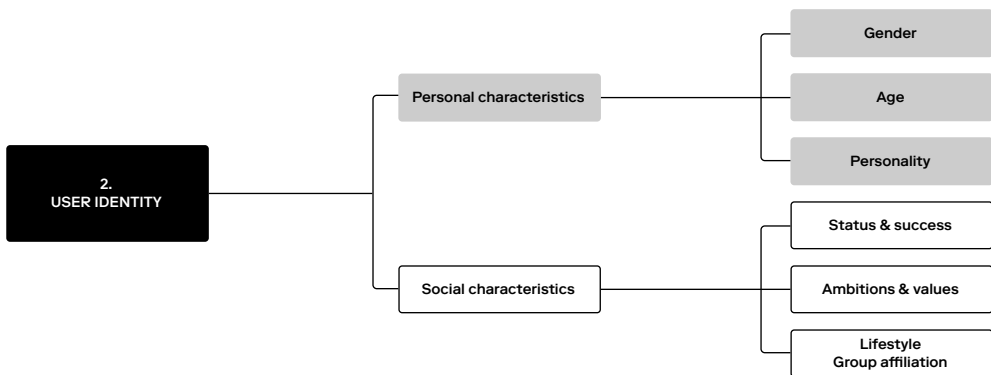 2.
USER IDENTITY
Personal characteristics
Gender
Age
Personality
Social characteristics
Status & success
Ambitions & values
Lifestyle
Group affiliation